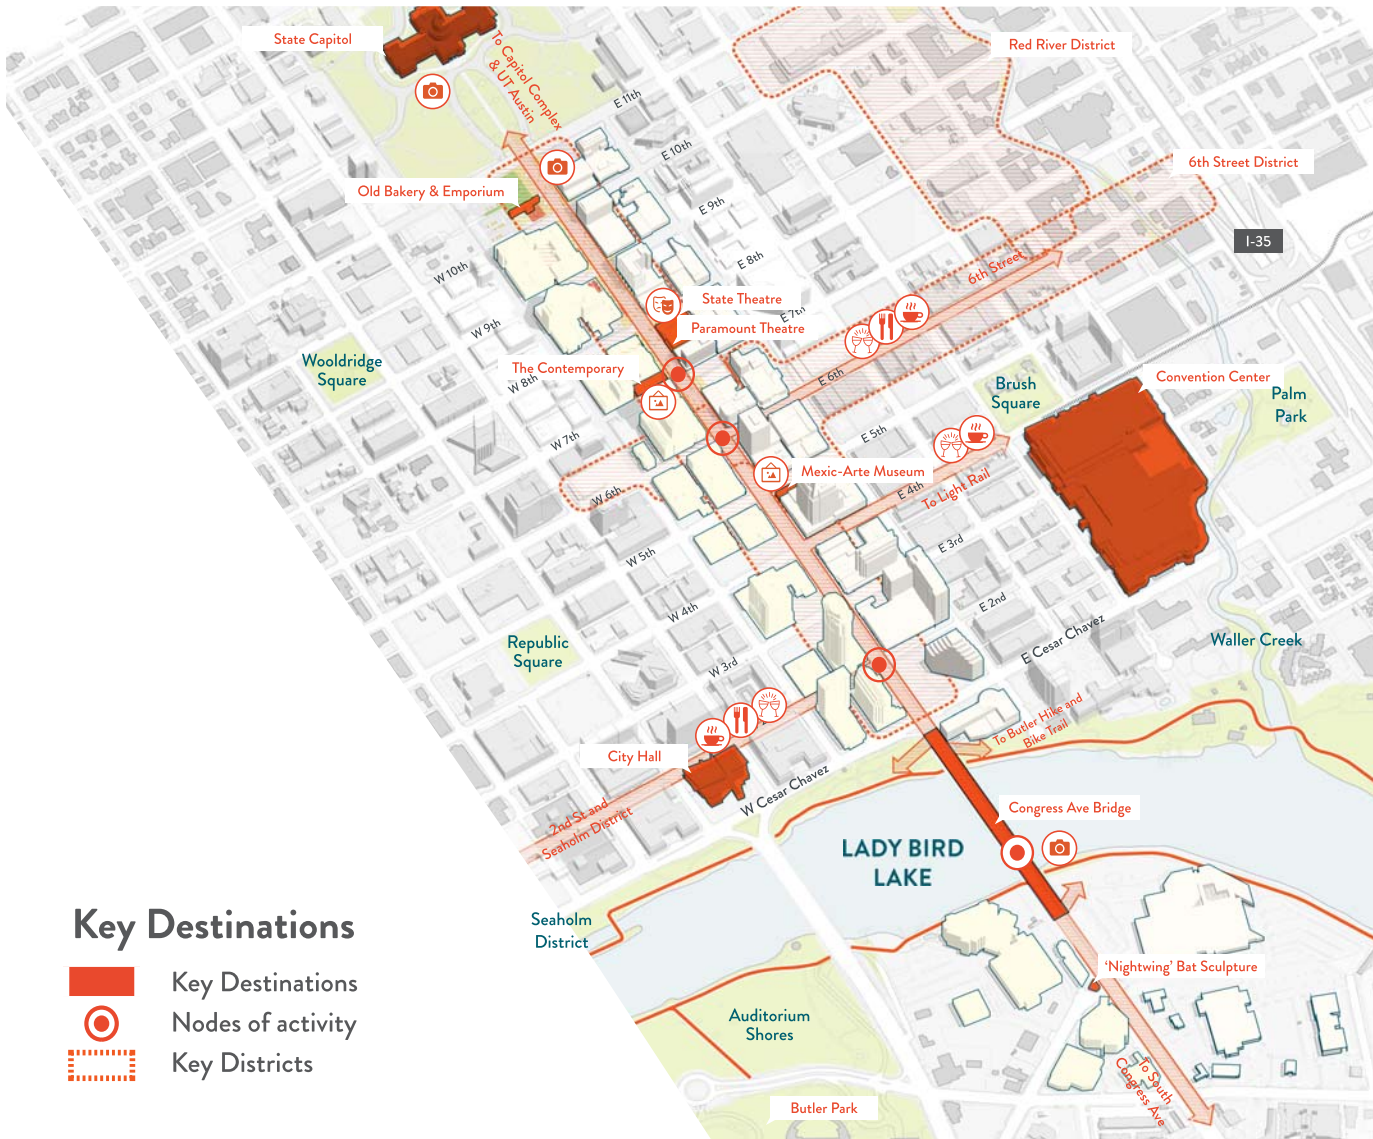 State Capitol
To Capitol Complex
& UT Austin
Red River District
E 11th
E 10th
6th Street District
Old Bakery & Emporium
E 9th
I-35
W 10th
E 8th
6th Street
State Theatre
E 7th
Paramount Theatre
W 9th
Wooldridge
Square
The Contemporary
W 8th
E 6th
Convention Center
Brush
Square
Palm
Park
W 7th
E 5th
Mexic-Arte Museum
W 6th
E 4th
To Light Rail
W 5th
E 3rd
W 4th
E 2nd
E Cesar Chavez
Waller Creek
Republic
Square
W 3rd
To Butler Hike and
Bike Trail
City Hall
W Cesar Chavez
2nd St and
Seaholm District
Congress Ave Bridge
LADY BIRD
LAKE
Seaholm
District
'Nightwing' Bat Sculpture
Auditorium
Shores
To South
Congress Ave
Butler Park
Key Destinations
Key Destinations
Nodes of activity
Key Districts